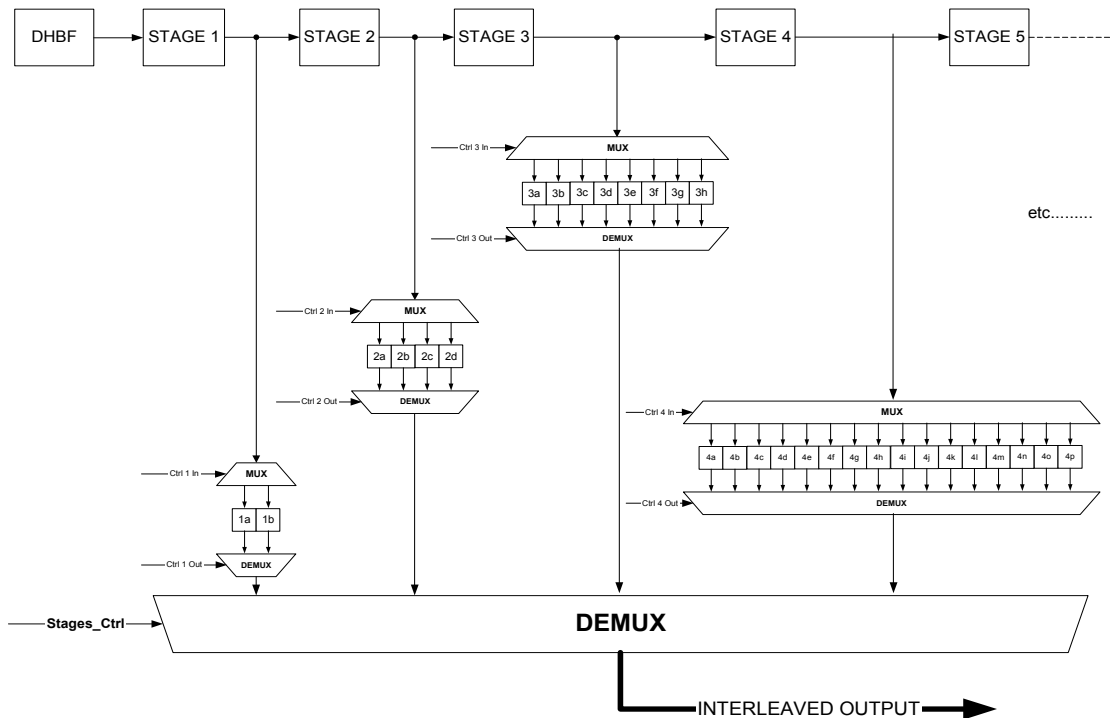 DHBF
STAGE 1
STAGE 2
STAGE 3
STAGE 4
STAGE 5
Ctrl 3 In
MUX
3a 3b 3c 3d 3e 3f 3g 3h
etc.........
Ctrl 3 Out
DEMUX
Ctrl 2 In
MUX
2a 2b 2c 2d
Ctrl 2 Out
DEMUX
Ctrl 4 In
MUX
4a 4b 4c 4d 4e 4f 4g 4h 4i 4j 4k 4l 4m 4n 4o 4p
Ctrl 4 Out
DEMUX
Ctrl 1 In
MUX
1a 1b
Ctrl 1 Out
DEMUX
Stages_Ctrl
DEMUX
INTERLEAVED OUTPUT